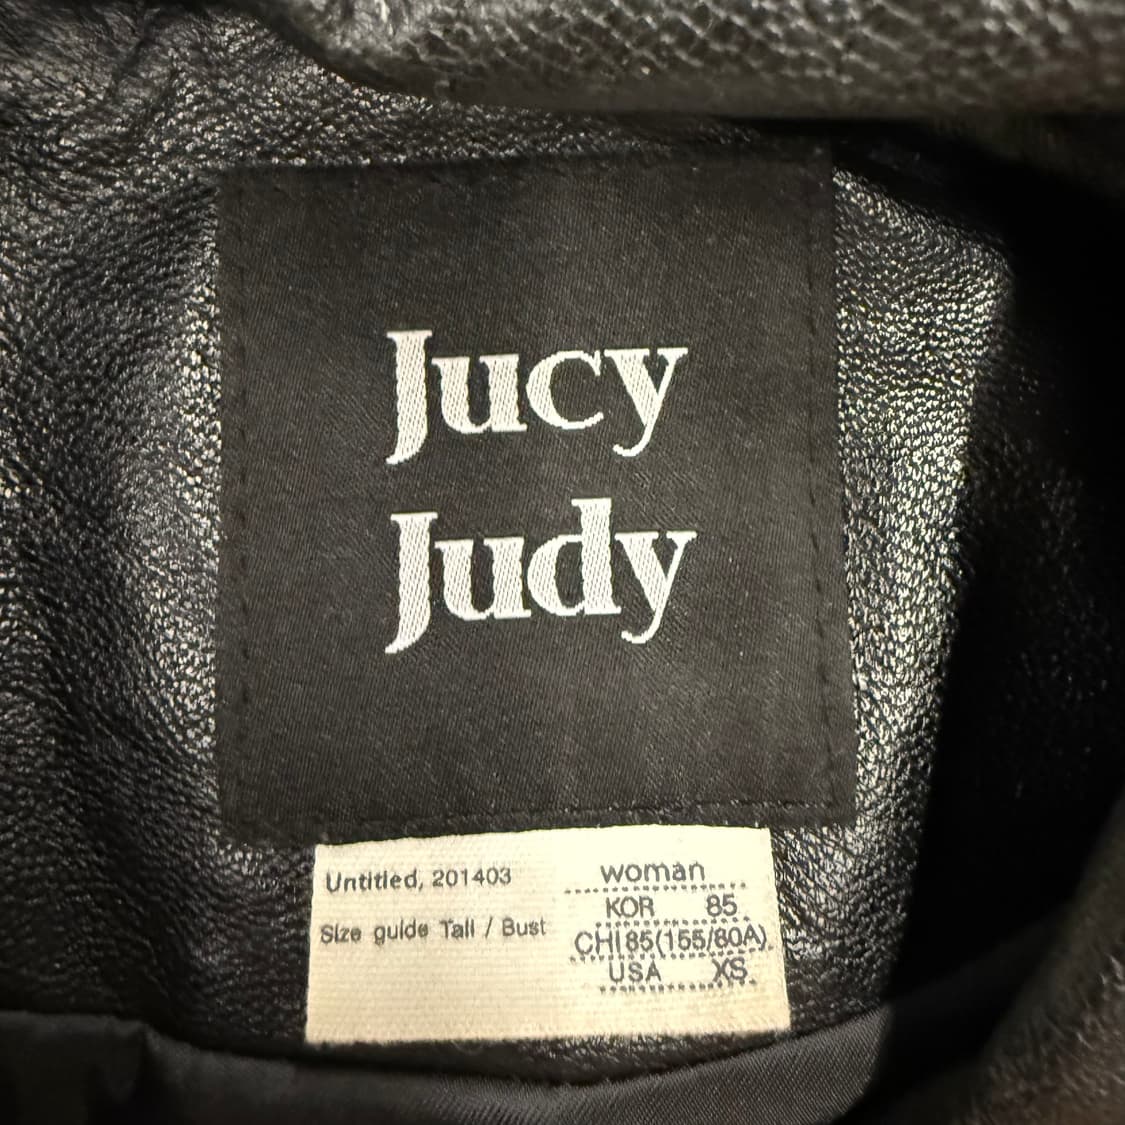 Jucy
Judy
Untitled, 201403
Size guide Tall / Bust
woman
KOR 85
CHI 85(155/80A).
USA XS